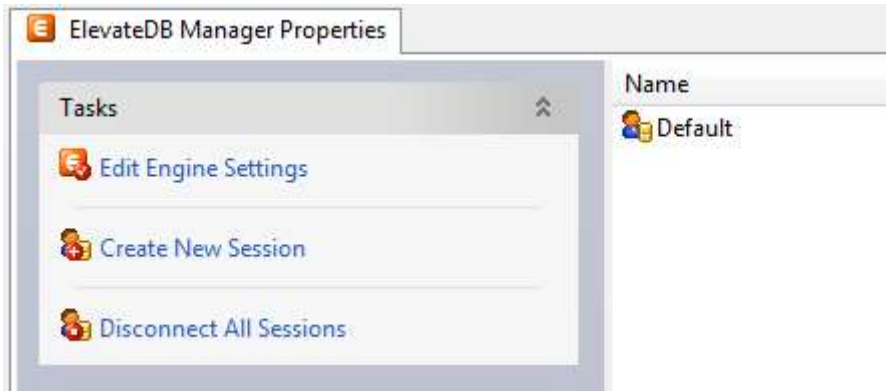 ElevateDB Manager Properties
Tasks
Edit Engine Settings
Create New Session
Disconnect All Sessions
Name
Default